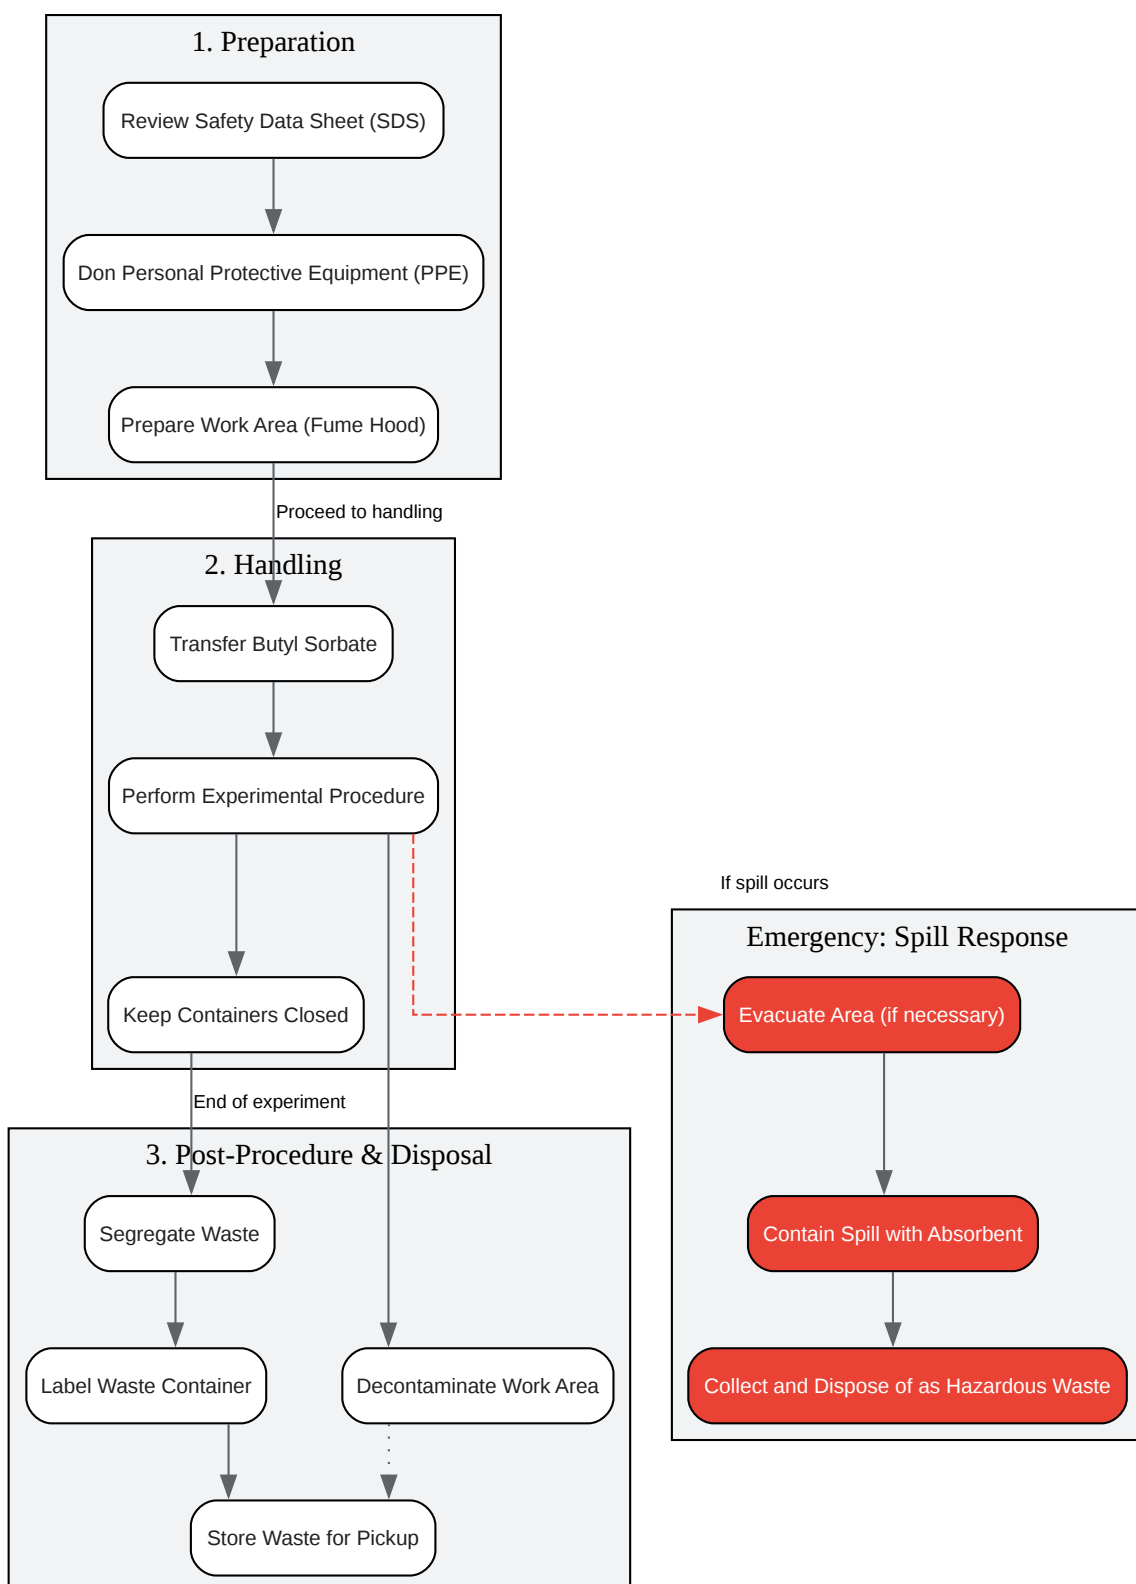 1. Preparation
Review Safety Data Sheet (SDS)
Don Personal Protective Equipment (PPE)
Prepare Work Area (Fume Hood)
Proceed to handling
2. Handling
Transfer Butyl Sorbate
Perform Experimental Procedure
Keep Containers Closed
End of experiment
3. Post-Procedure & Disposal
Segregate Waste
Label Waste Container
Decontaminate Work Area
Store Waste for Pickup
If spill occurs
Emergency: Spill Response
Evacuate Area (if necessary)
Contain Spill with Absorbent
Collect and Dispose of as Hazardous Waste